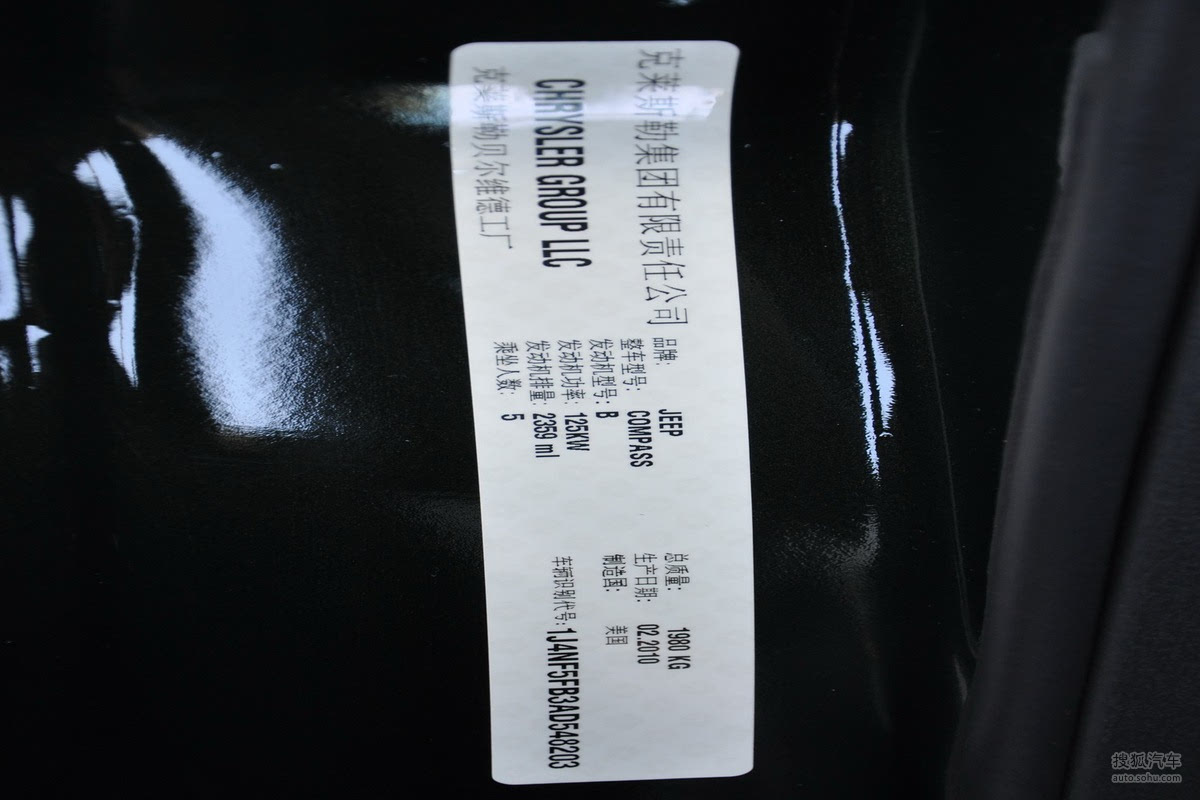 克莱斯勒集团有限责任公司
CHRYSLER GROUP LLC
克莱斯勒贝尔维德工厂
品牌: JEEP
整车型号: COMPASS
发动机型号: B
发动机功率: 125KW
发动机排量: 2359 ml
乘坐人数: 5
总质量: 1980 KG
生产日期: 02.2010
制造国: 美国
车辆识别代号: 1J4NF5FB3AD548203
搜狐汽车
auto.sohu.com